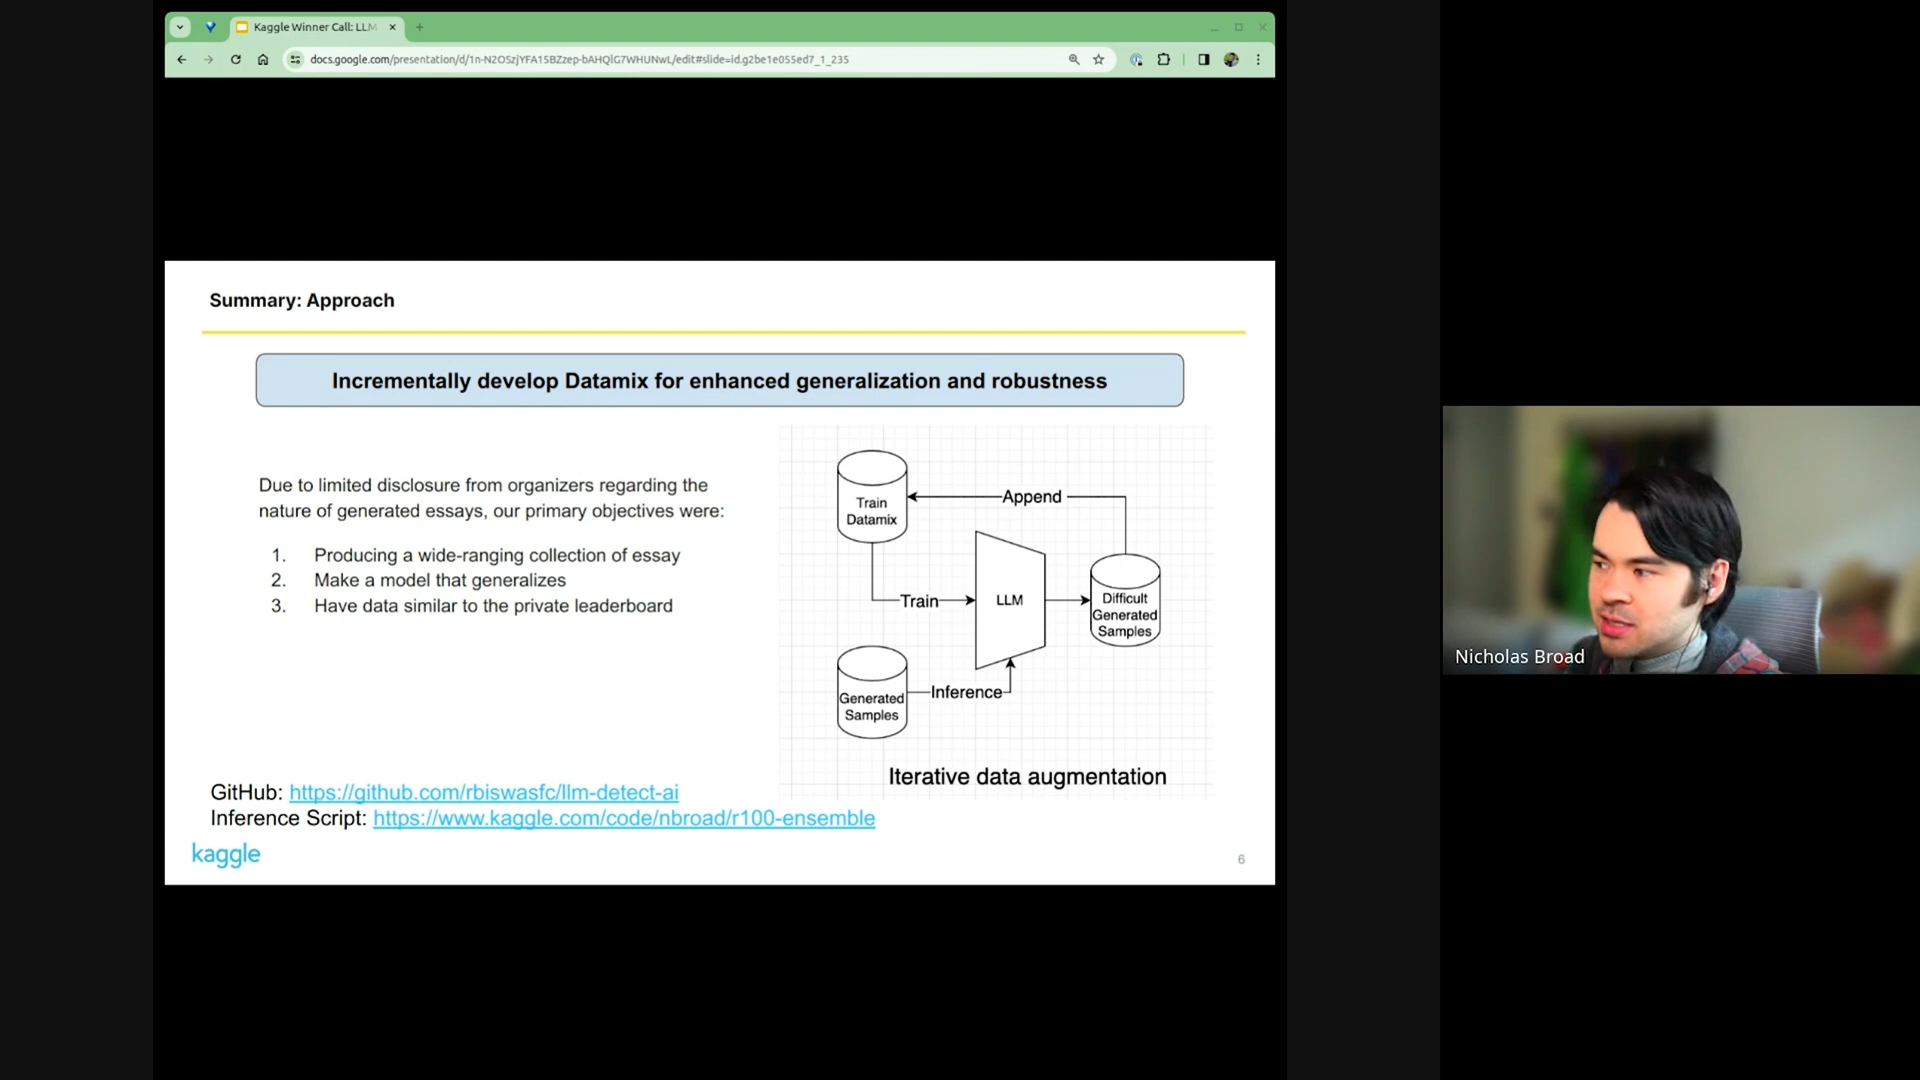 Kaggle Winner Call: LLM
docs.google.com/presentation/d/1n-N2OSzjYFA1SBZzep-bAHQlG7WHUNwL/edit#slide=id.g2be1e055ed7_1_235
Summary: Approach
Incrementally develop Datamix for enhanced generalization and robustness
Due to limited disclosure from organizers regarding the
nature of generated essays, our primary objectives were:
1. Producing a wide-ranging collection of essay
2. Make a model that generalizes
3. Have data similar to the private leaderboard
Train
Datamix
Append
Train
LLM
Difficult
Generated
Samples
Generated
Samples
Inference
Iterative data augmentation
GitHub: https://github.com/rbiswasfc/llm-detect-ai
Inference Script: https://www.kaggle.com/code/nbroad/r100-ensemble
kaggle
6
Nicholas Broad